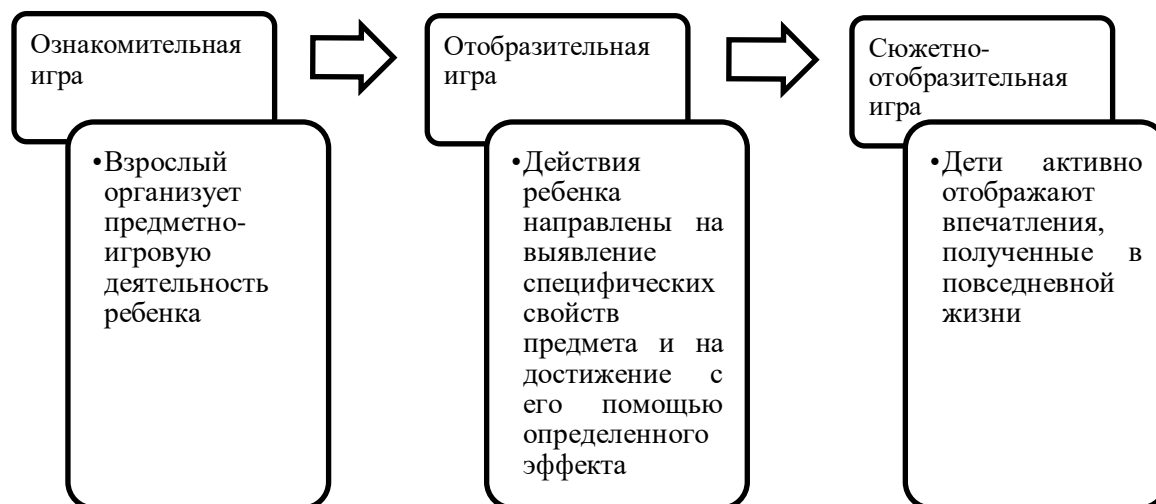 Ознакомительная
игра
•Взрослый
организует
предметно-
игровую
деятельность
ребенка
Отобразительная
игра
•Действия
ребенка
направлены на
выявление
специфических
свойств
предмета и на
достижение с
его помощью
определенного
эффекта
Сюжетно-
отобразительная
игра
•Дети активно
отображают
впечатления,
полученные в
повседневной
жизни